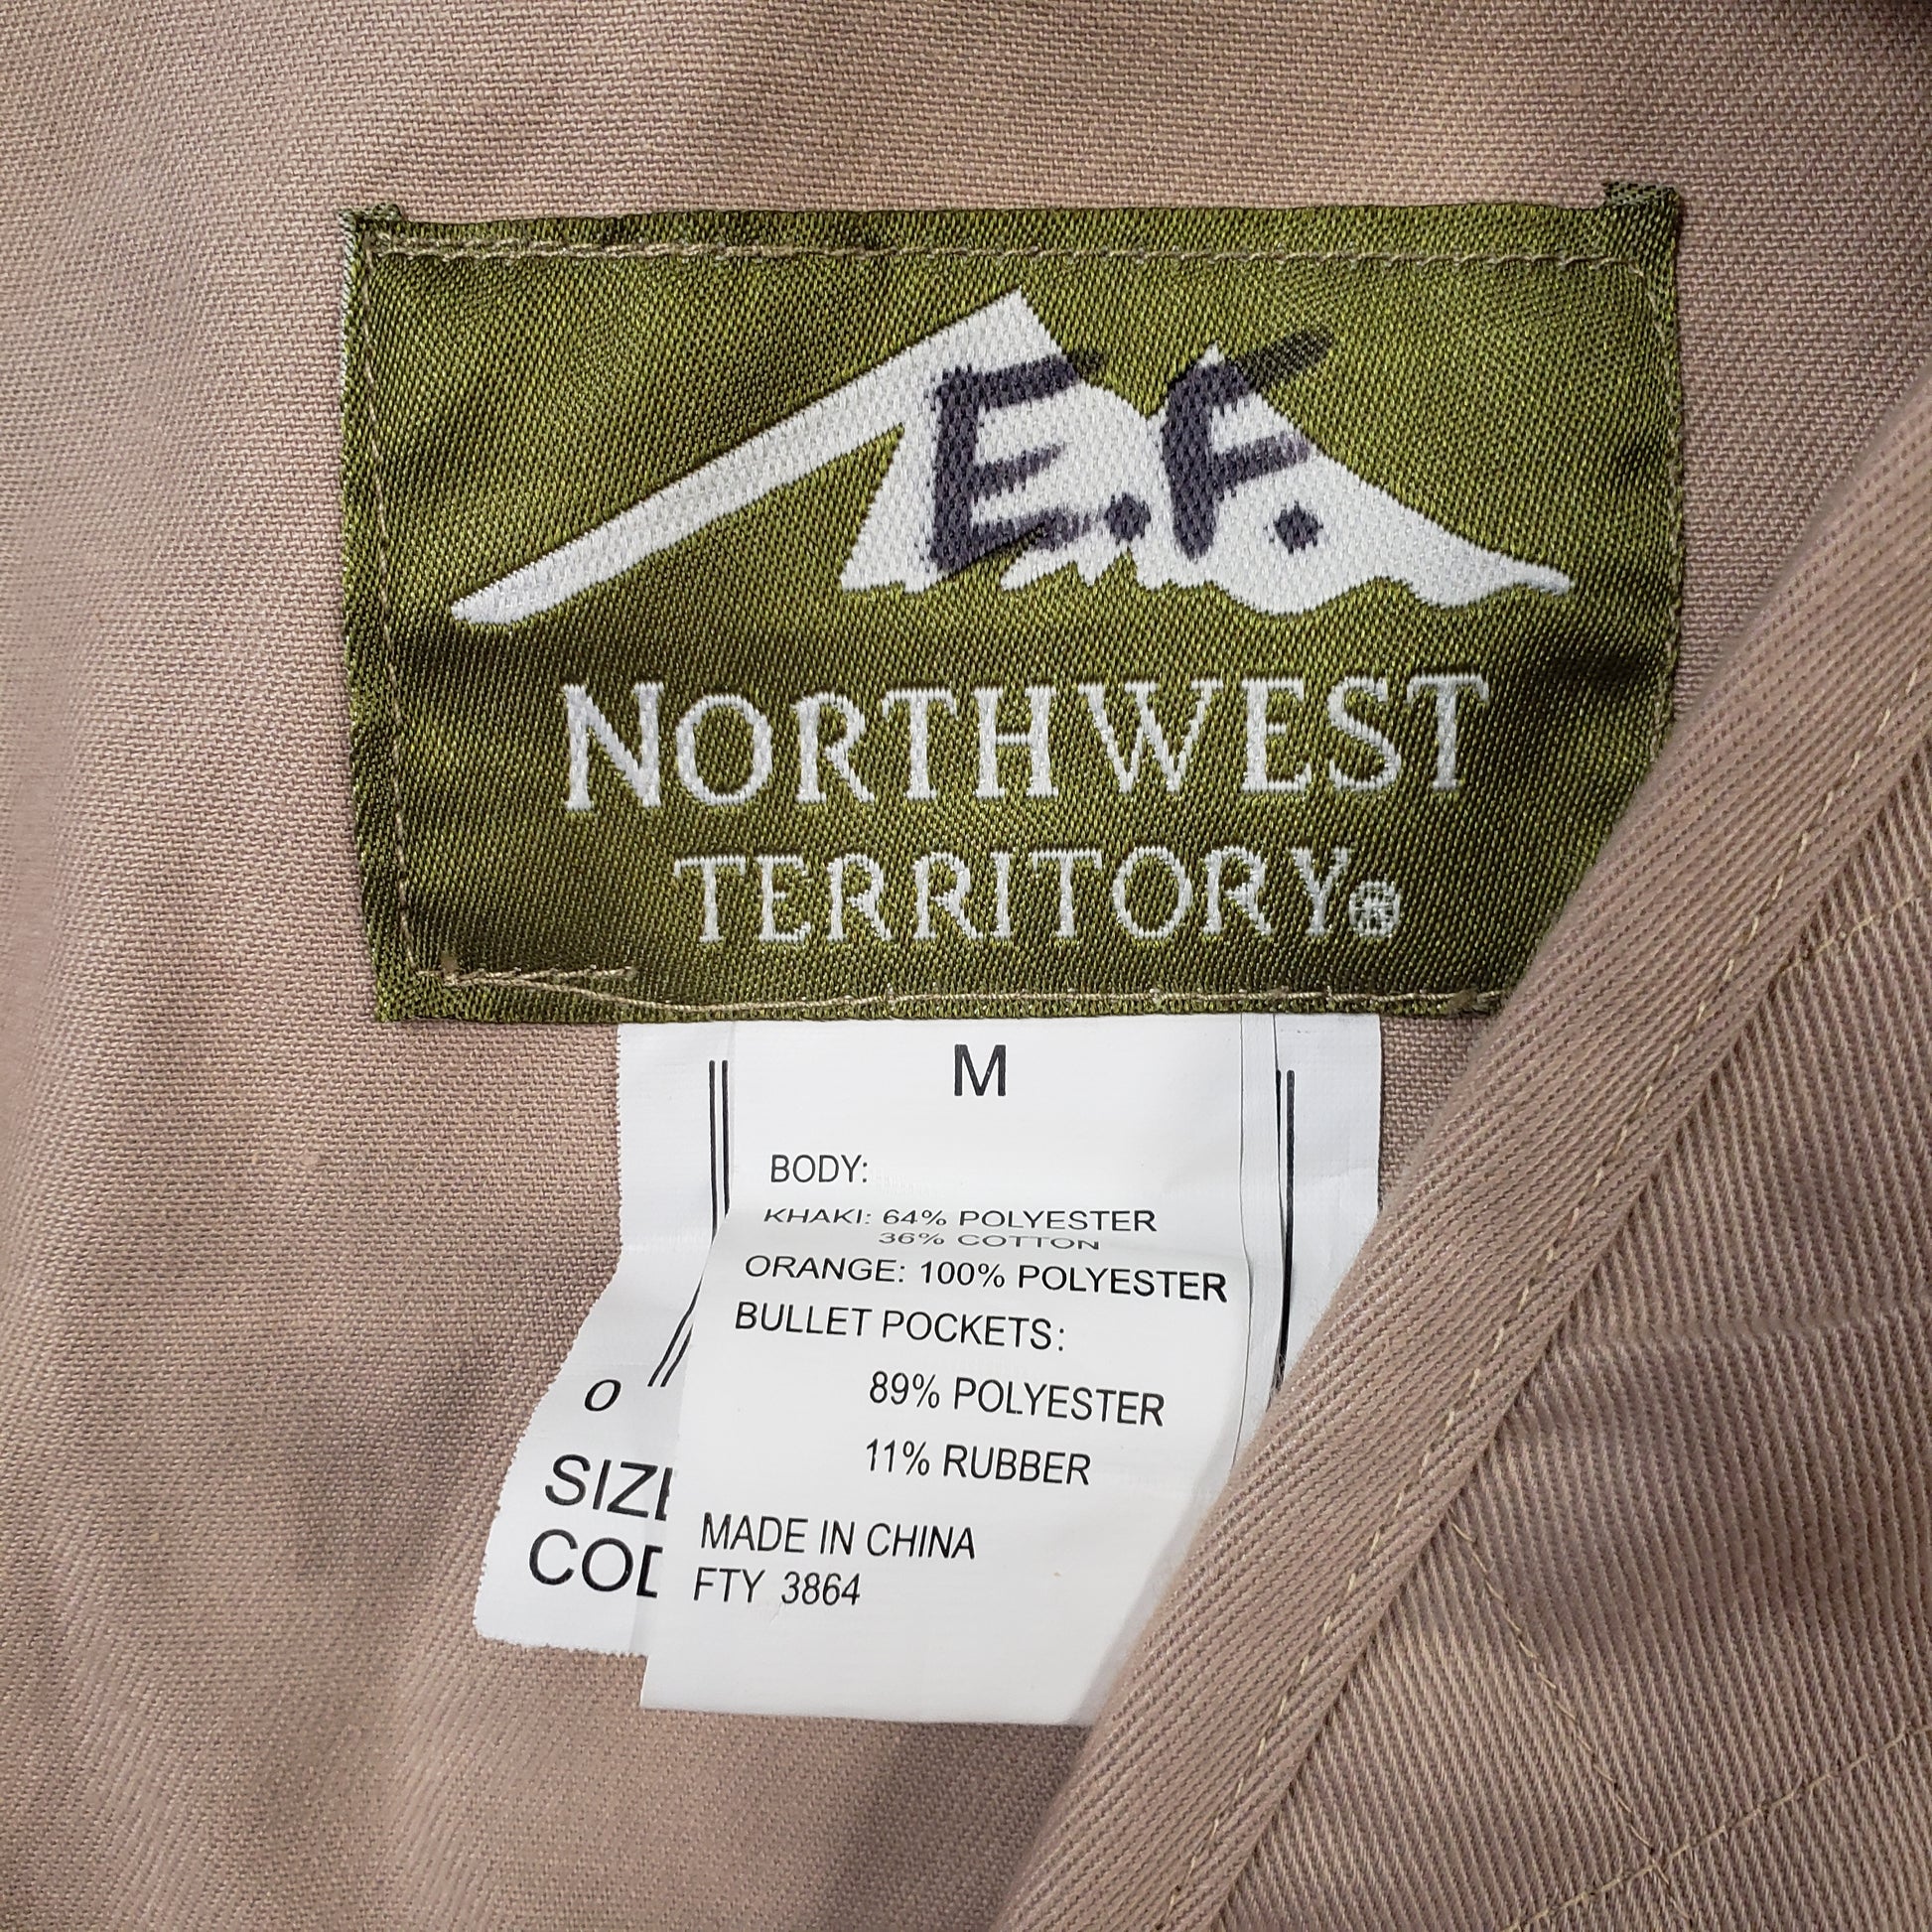 E.F.
NORTHWEST
TERRITORY®
M
BODY:
KHAKI: 64% POLYESTER
36% COTTON
ORANGE: 100% POLYESTER
BULLET POCKETS:
89% POLYESTER
11% RUBBER
MADE IN CHINA
FTY 3864